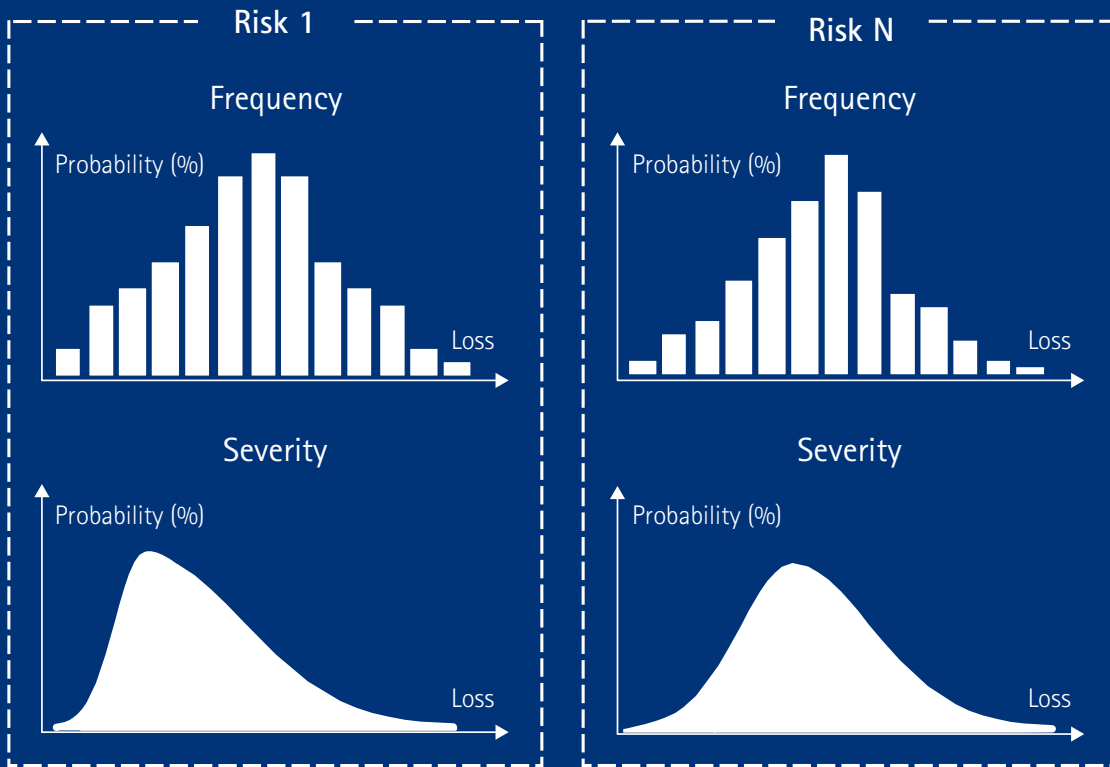 Risk 1
Frequency
Probability (%)
Loss
Severity
Probability (%)
Loss
Risk N
Frequency
Probability (%)
Loss
Severity
Probability (%)
Loss